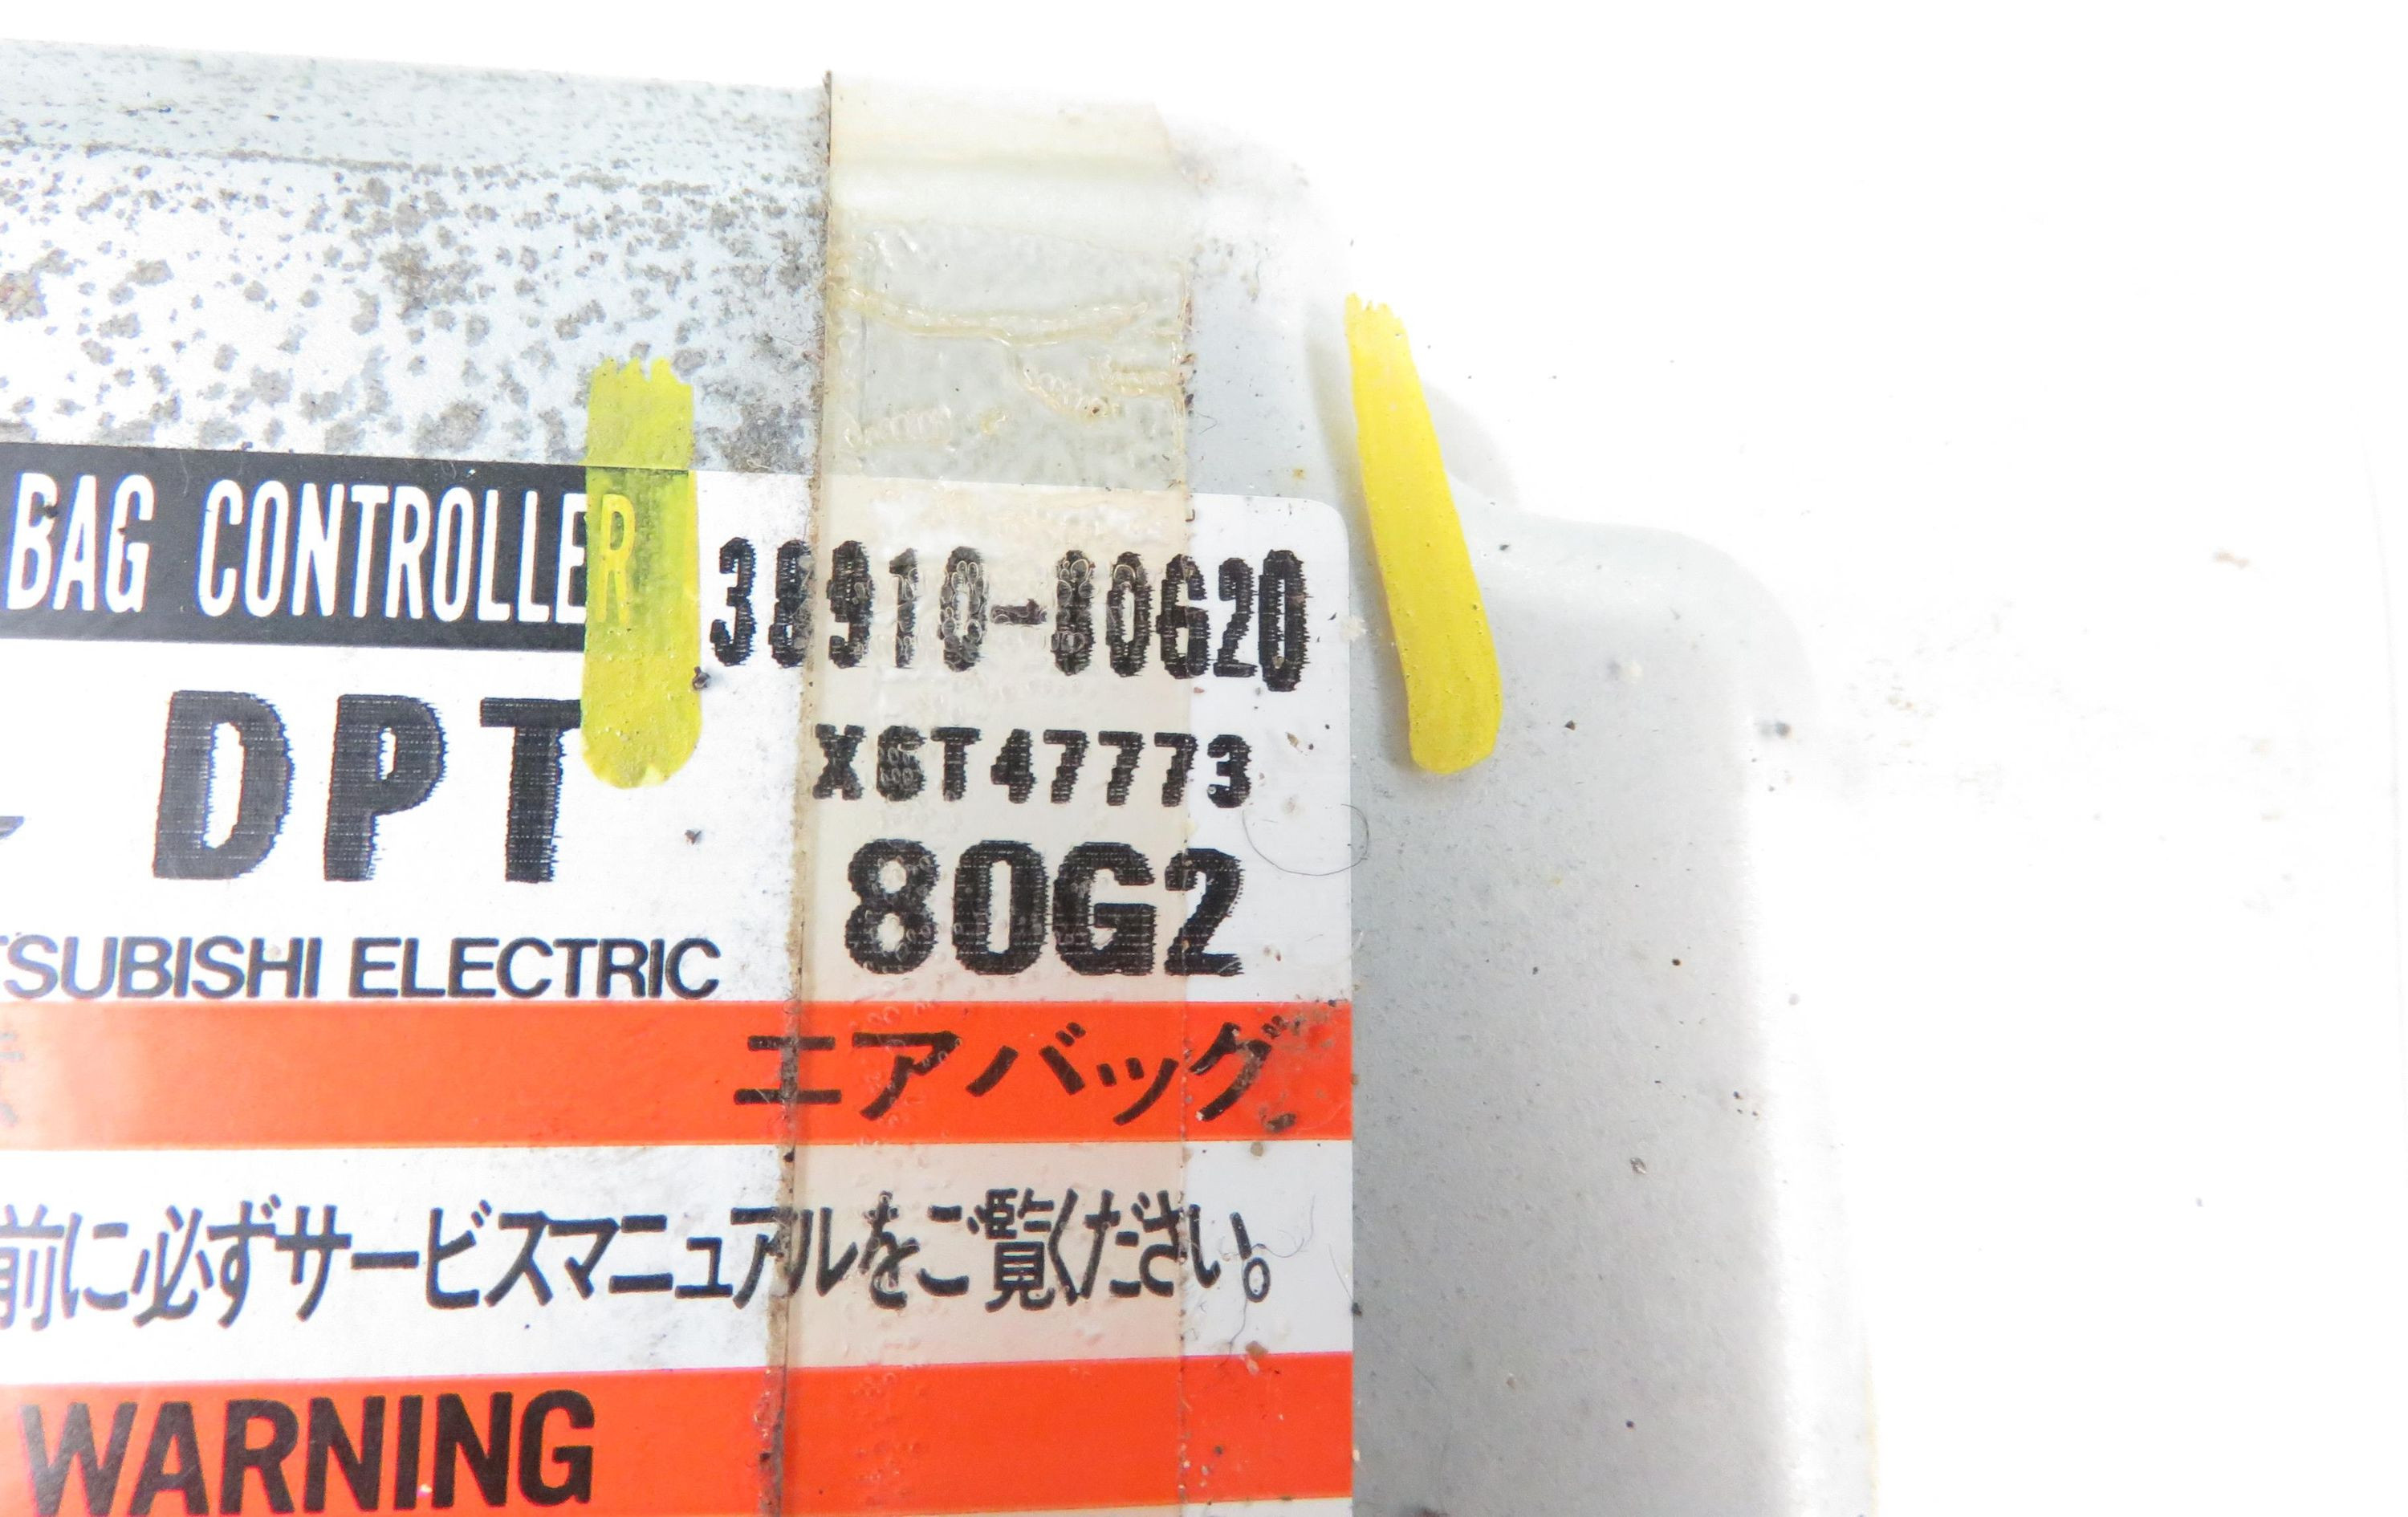 BAG CONTROLLER
38910-80G20
DPT
X6T47773
80G2
TSUBISHI ELECTRIC
エアバッグ
前に必ずサービスマニュアルをご覧ください。
WARNING